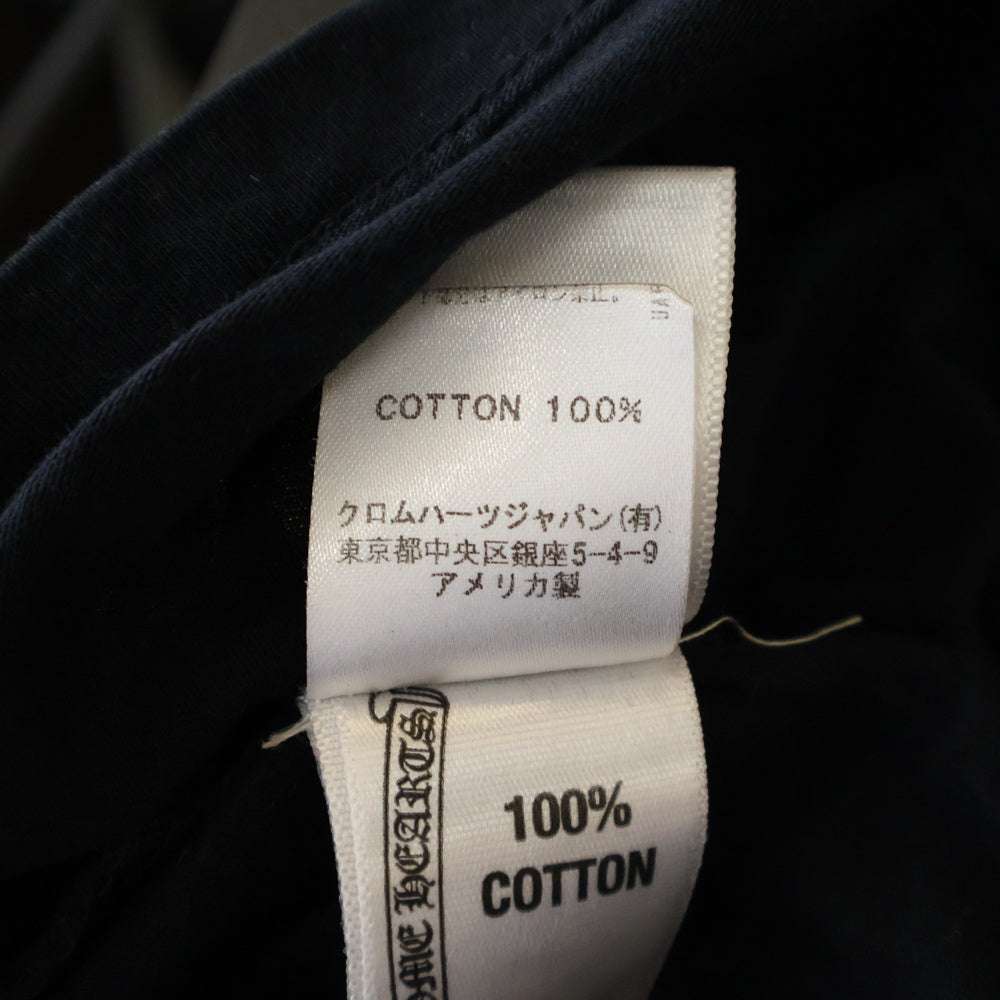 COTTON 100%
クロムハーツジャパン(有)
東京都中央区銀座5-4-9
アメリカ製
HEARTS
100%
COTTON